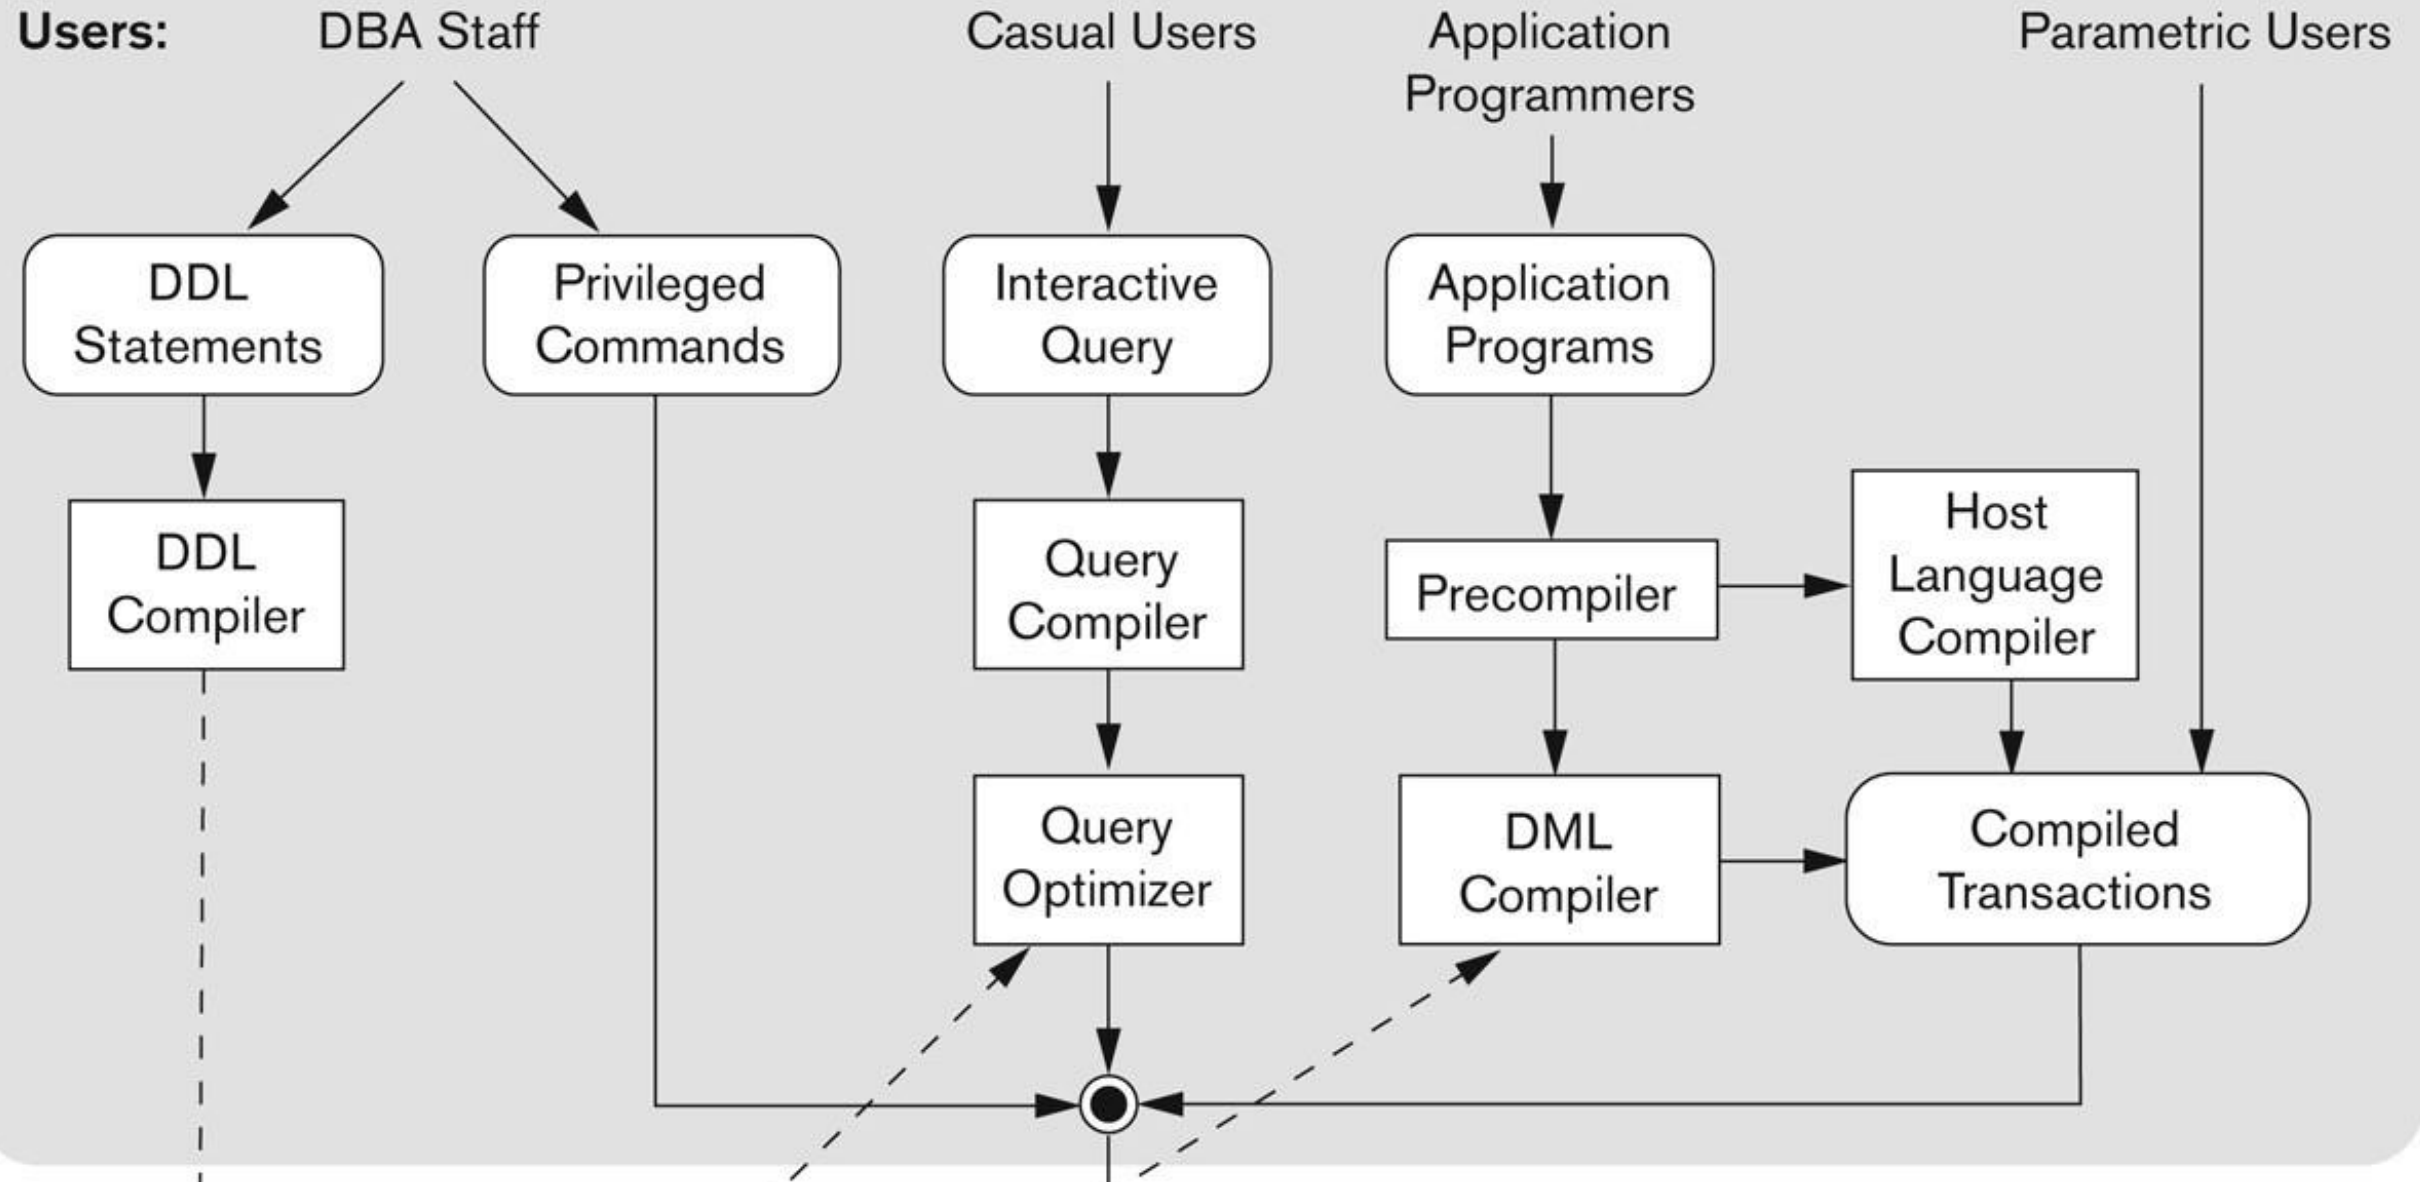 Users:
DBA Staff
Casual Users
Application
Programmers
Parametric Users
DDL
Statements
Privileged
Commands
Interactive
Query
Application
Programs
DDL
Compiler
Query
Compiler
Precompiler
Host
Language
Compiler
Query
Optimizer
DML
Compiler
Compiled
Transactions